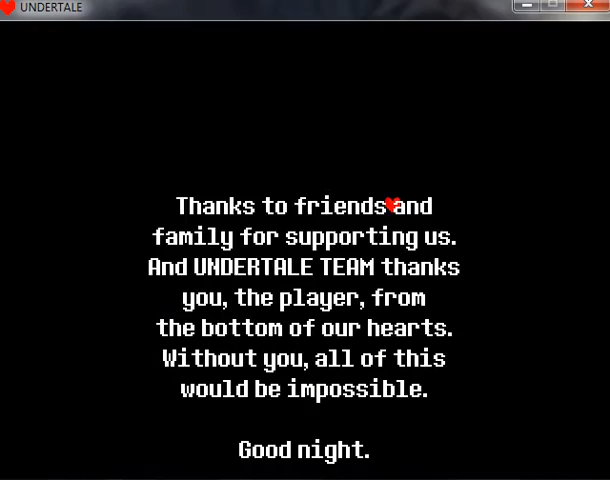 UNDERTALE
Thanks to friends and
family for supporting us.
And UNDERTALE TEAM thanks
you, the player, from
the bottom of our hearts.
Without you, all of this
would be impossible.
Good night.